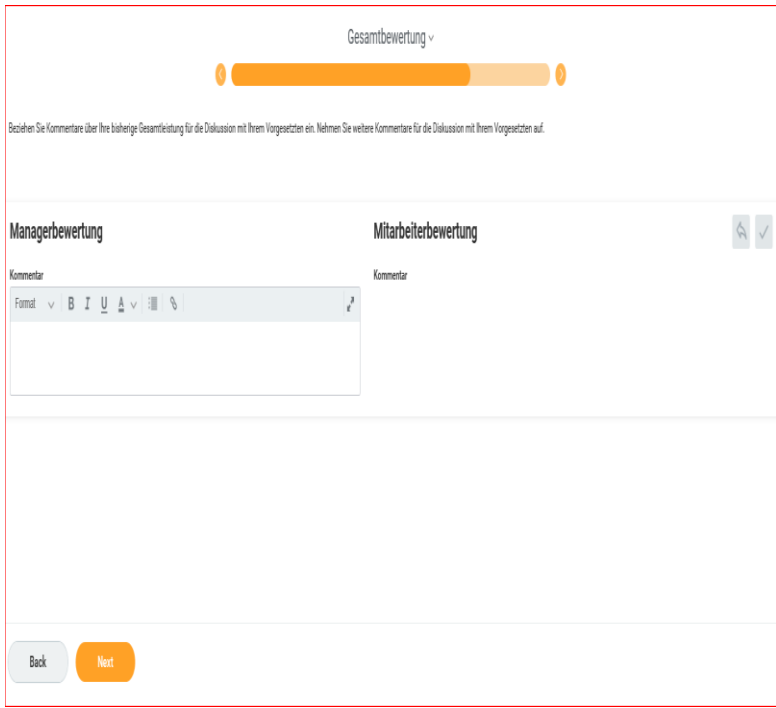 Gesamtbewertung
Beziehen Sie Kommentare über Ihre bisherige Gesamtleistung für die Diskussion mit Ihrem Vorgesetzten ein. Nehmen Sie weitere Kommentare für die Diskussion mit Ihrem Vorgesetzten auf.
Managerbewertung
Mitarbeiterbewertung
Kommentar
Kommentar
Format B I U A
Back
Next